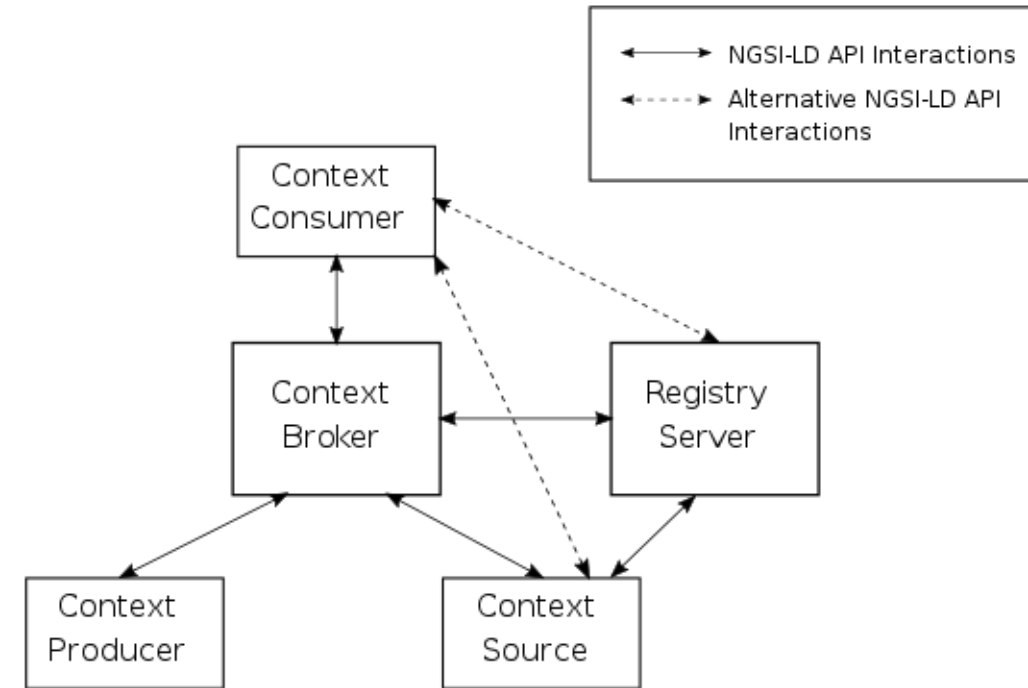 NGSI-LD API Interactions
Alternative NGSI-LD API
Interactions
Context
Consumer
Context
Broker
Registry
Server
Context
Producer
Context
Source